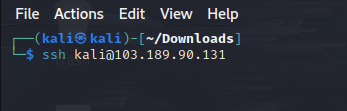 File Actions Edit View Help
┌──(kali㉿kali)-[~/Downloads]
└─$ ssh kali@103.189.90.131